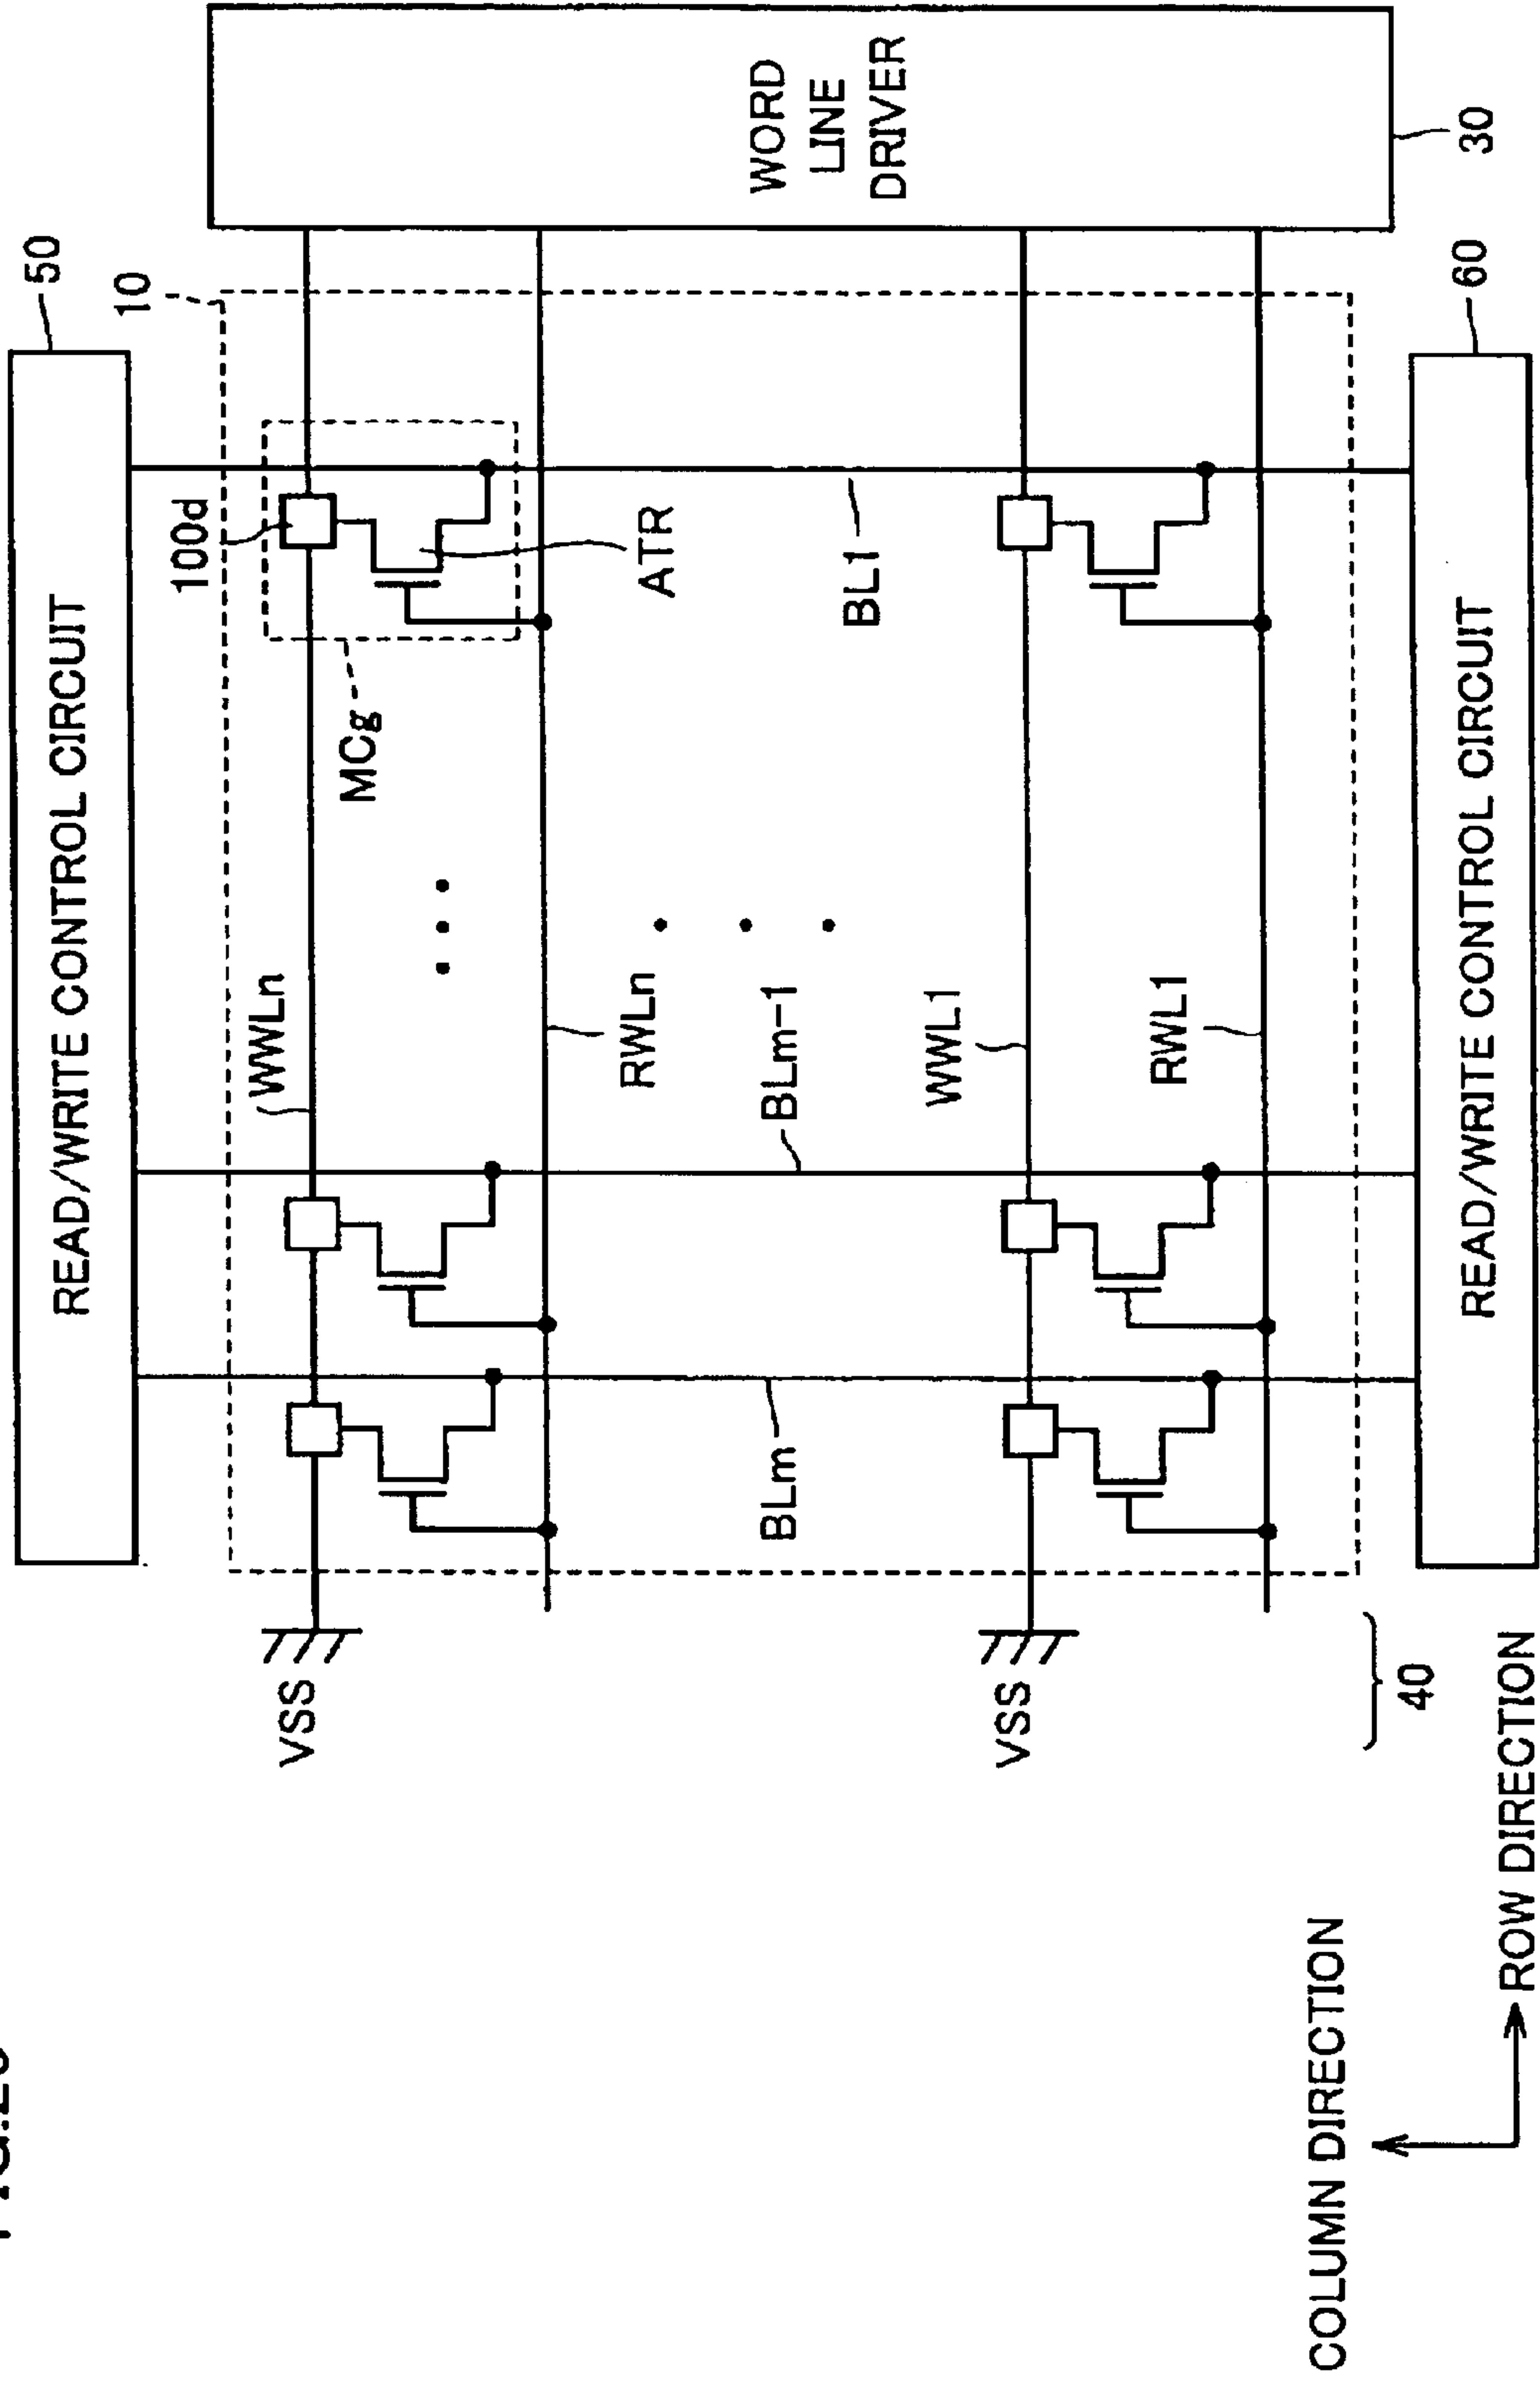 READ/WRITE CONTROL CIRCUIT
50
10
100d
WWLn
MCg
ATR
RWLn
BLm-1
BLm
BL1
WWL1
RWL1
VSS
VSS
WORD
LINE
DRIVER
30
40
READ/WRITE CONTROL CIRCUIT
60
COLUMN DIRECTION
ROW DIRECTION